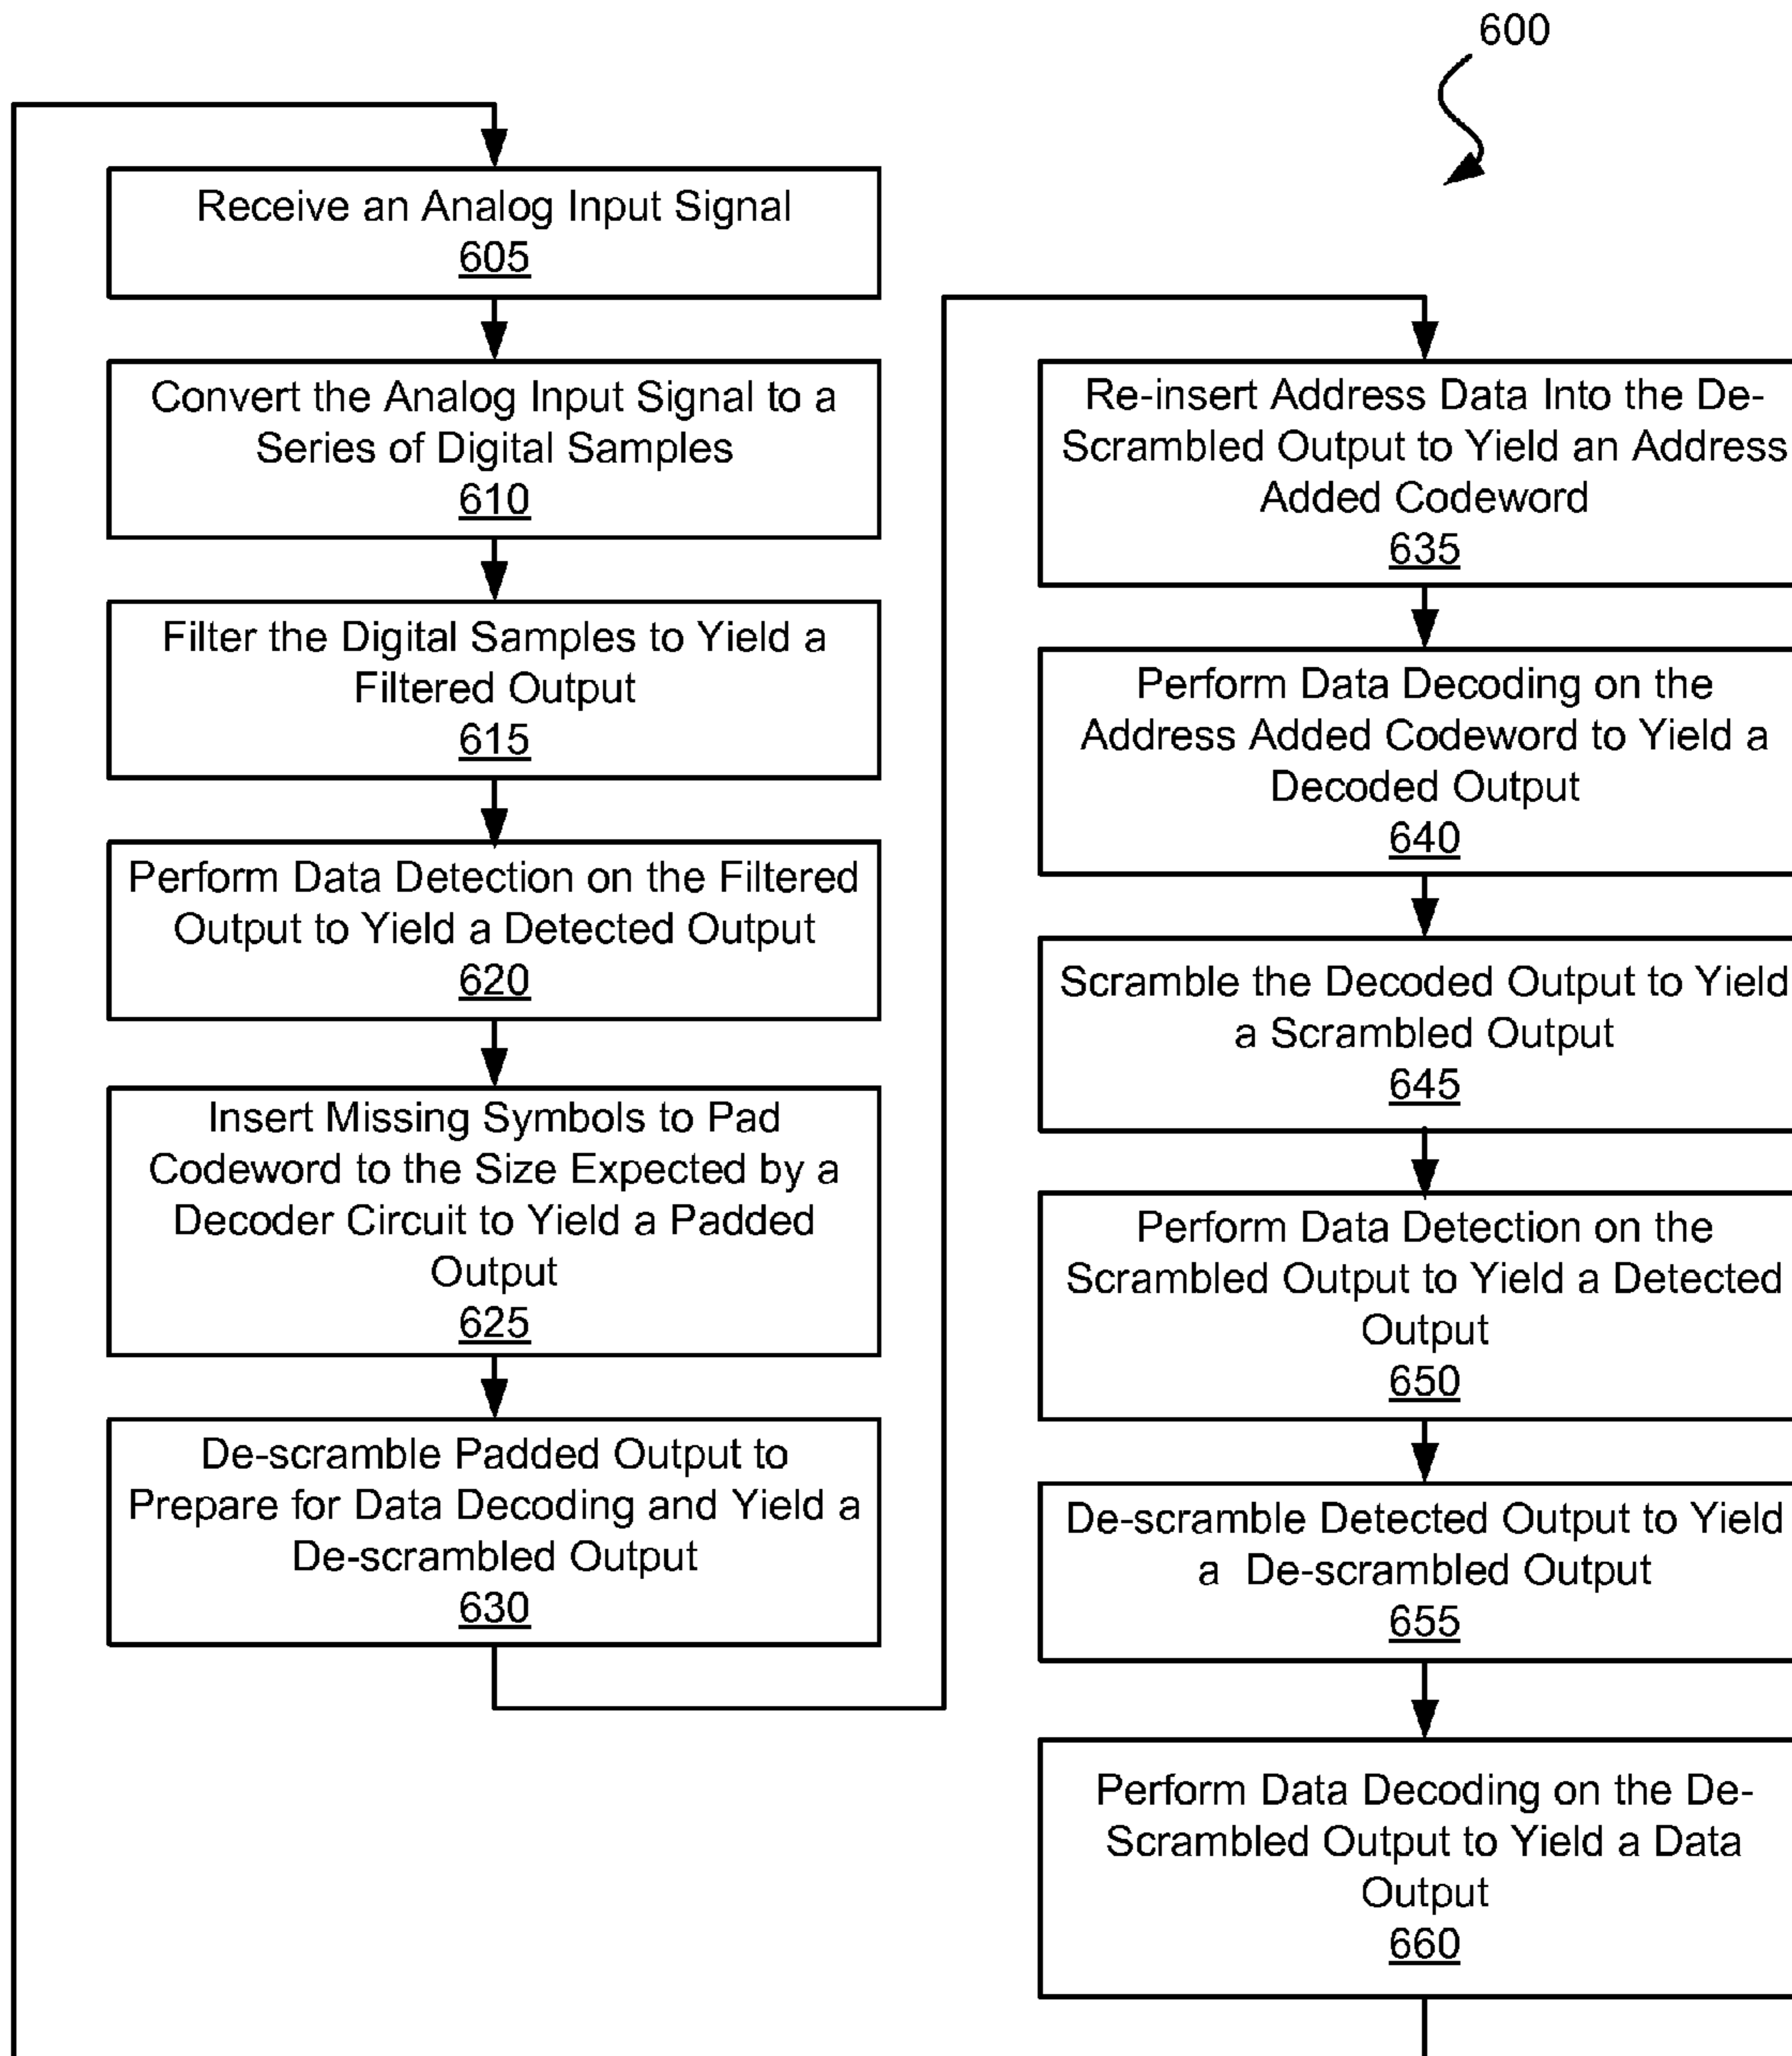 600
Receive an Analog Input Signal
605
Convert the Analog Input Signal to a
Series of Digital Samples
610
Filter the Digital Samples to Yield a
Filtered Output
615
Perform Data Detection on the Filtered
Output to Yield a Detected Output
620
Insert Missing Symbols to Pad
Codeword to the Size Expected by a
Decoder Circuit to Yield a Padded
Output
625
De-scramble Padded Output to
Prepare for Data Decoding and Yield a
De-scrambled Output
630
Re-insert Address Data Into the De-
Scrambled Output to Yield an Address
Added Codeword
635
Perform Data Decoding on the
Address Added Codeword to Yield a
Decoded Output
640
Scramble the Decoded Output to Yield
a Scrambled Output
645
Perform Data Detection on the
Scrambled Output to Yield a Detected
Output
650
De-scramble Detected Output to Yield
a De-scrambled Output
655
Perform Data Decoding on the De-
Scrambled Output to Yield a Data
Output
660